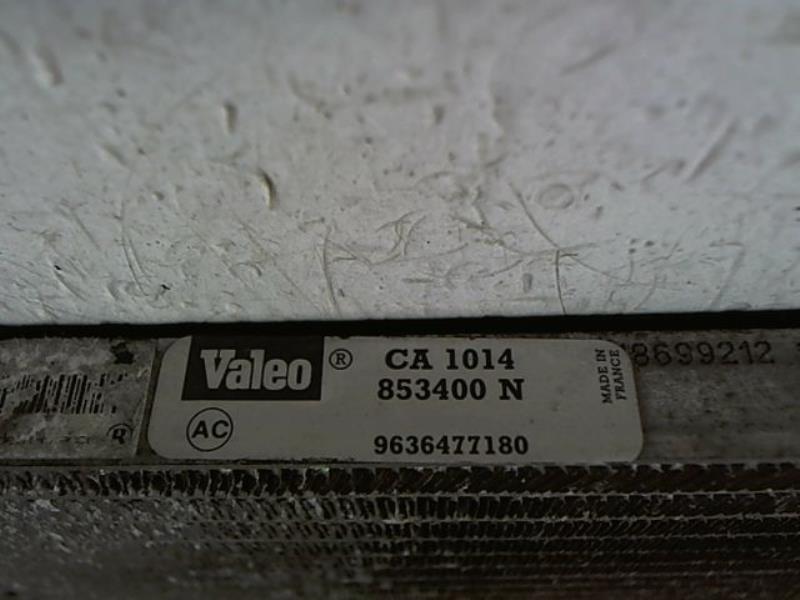 Valeo ® CA 1014
853400 N
AC
9636477180
MADE IN
FRANCE
8699212
R